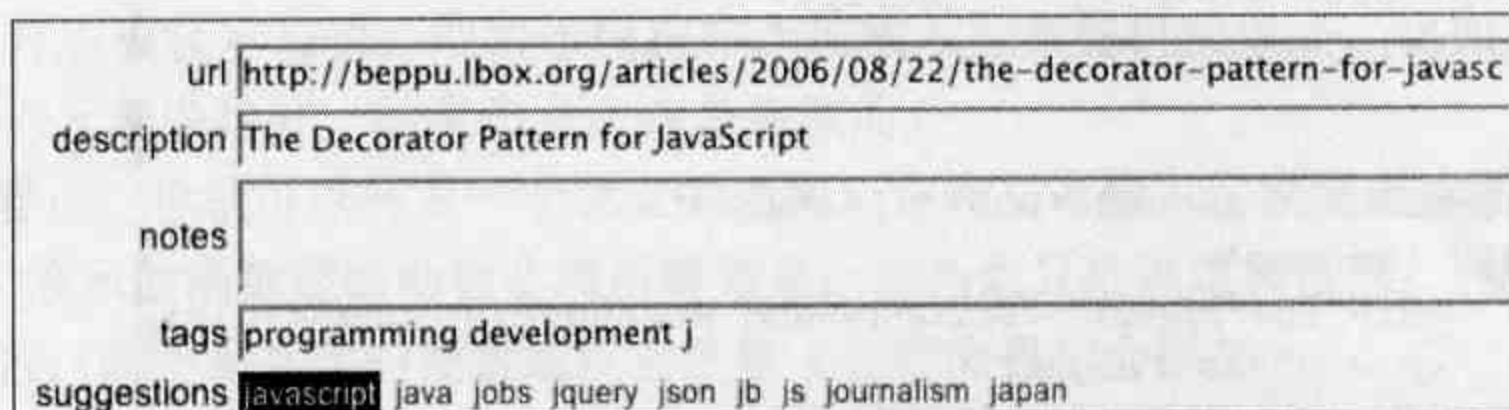 url http://beppu.lbox.org/articles/2006/08/22/the-decorator-pattern-for-javasc
description The Decorator Pattern for JavaScript
notes
tags programming development j
suggestions javascript java jobs jquery json jb js journalism japan